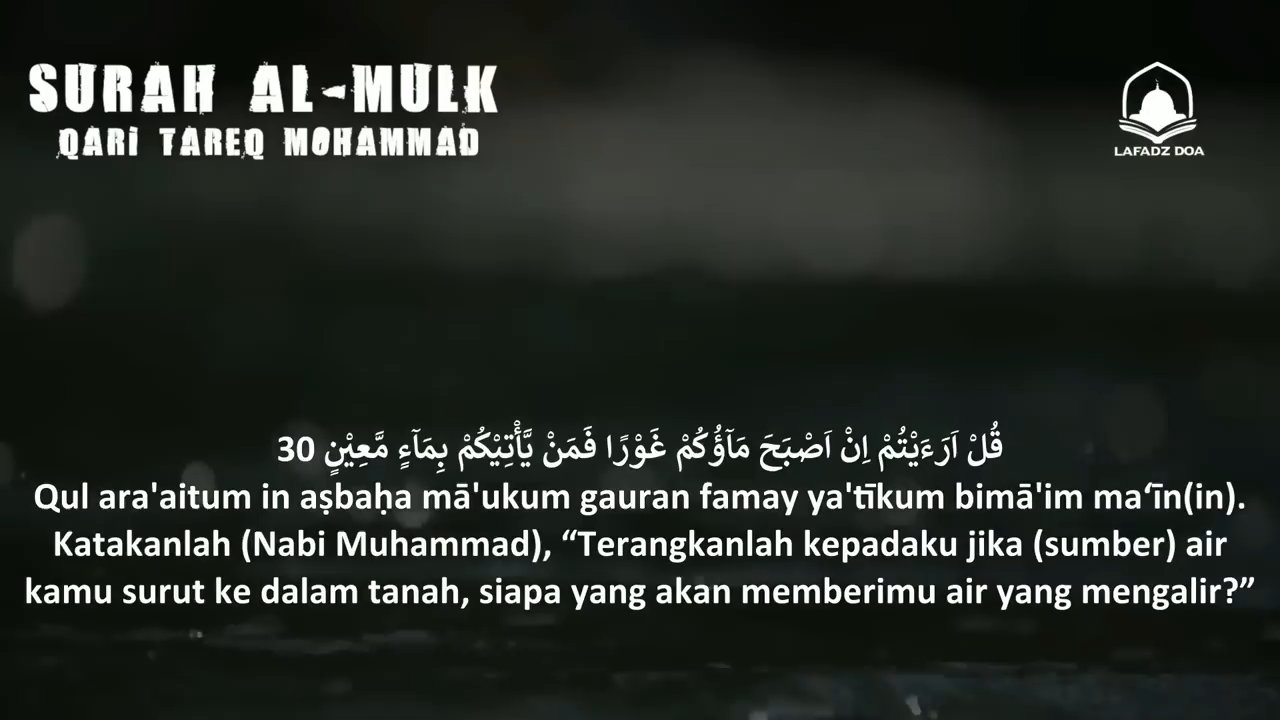 SURAH AL-MULK
QARI TAREQ MOHAMMAD
LAFADZ DOA
قُلْ اَرَءَيْتُمْ اِنْ اَصْبَحَ مَاۤؤُكُمْ غَوْرًا فَمَنْ يَّأْتِيْكُمْ بِمَاۤءٍ مَّعِيْنٍ 30
Qul ara'aitum in aṣbaḥa mā'ukum gauran famay ya'tīkum bimā'im ma‘īn(in).
Katakanlah (Nabi Muhammad), “Terangkanlah kepadaku jika (sumber) air
kamu surut ke dalam tanah, siapa yang akan memberimu air yang mengalir?”